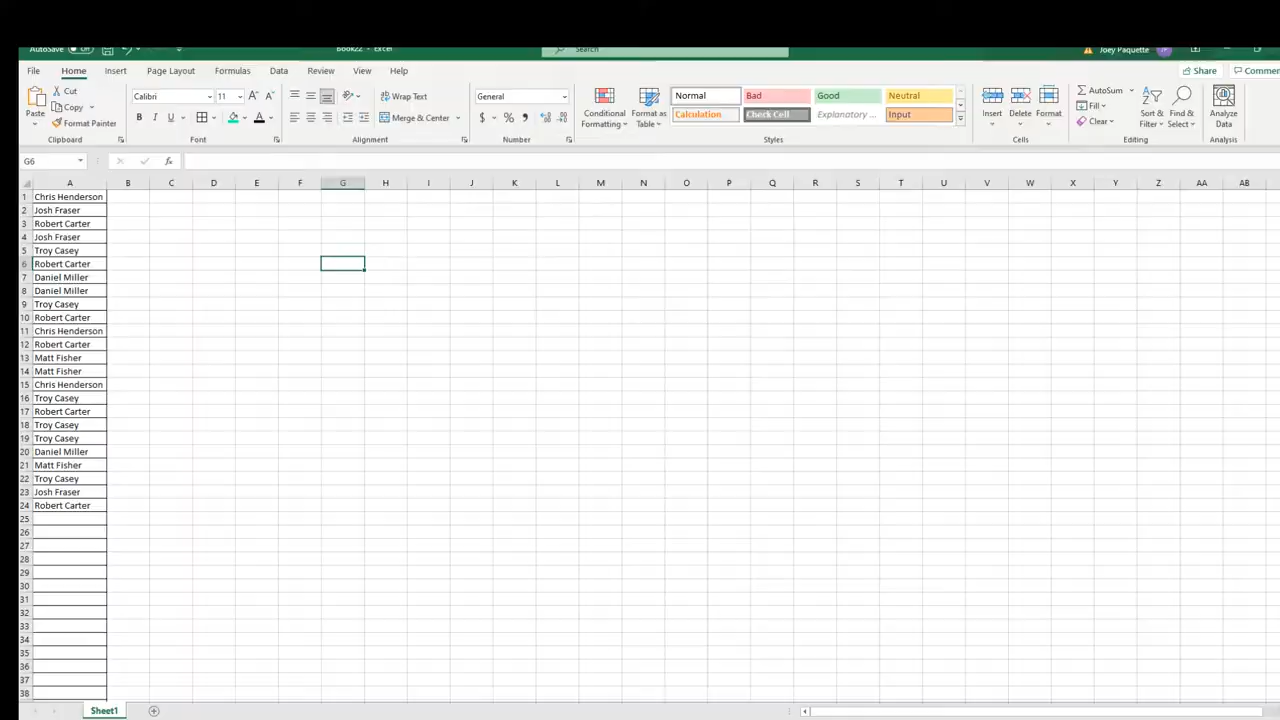 AutoSave Off Book22 - Excel Search Joey Paquette JP
File Home Insert Page Layout Formulas Data Review View Help Share Comme
Paste Cut Copy Format Painter Calibri 11 Wrap Text Merge & Center General Conditional Formatting Format as Table Normal Bad Good Neutral Calculation Check Cell Explanatory ... Input Insert Delete Format AutoSum Fill Clear Sort & Filter Find & Select Analyze Data
Clipboard Font Alignment Number Styles Cells Editing Analysis
G6 fx
A B C D E F G H I J K L M N O P Q R S T U V W X Y Z AA AB
1 Chris Henderson
2 Josh Fraser
3 Robert Carter
4 Josh Fraser
5 Troy Casey
6 Robert Carter
7 Daniel Miller
8 Daniel Miller
9 Troy Casey
10 Robert Carter
11 Chris Henderson
12 Robert Carter
13 Matt Fisher
14 Matt Fisher
15 Chris Henderson
16 Troy Casey
17 Robert Carter
18 Troy Casey
19 Troy Casey
20 Daniel Miller
21 Matt Fisher
22 Troy Casey
23 Josh Fraser
24 Robert Carter
25
26
27
28
29
30
31
32
33
34
35
36
37
38
Sheet1